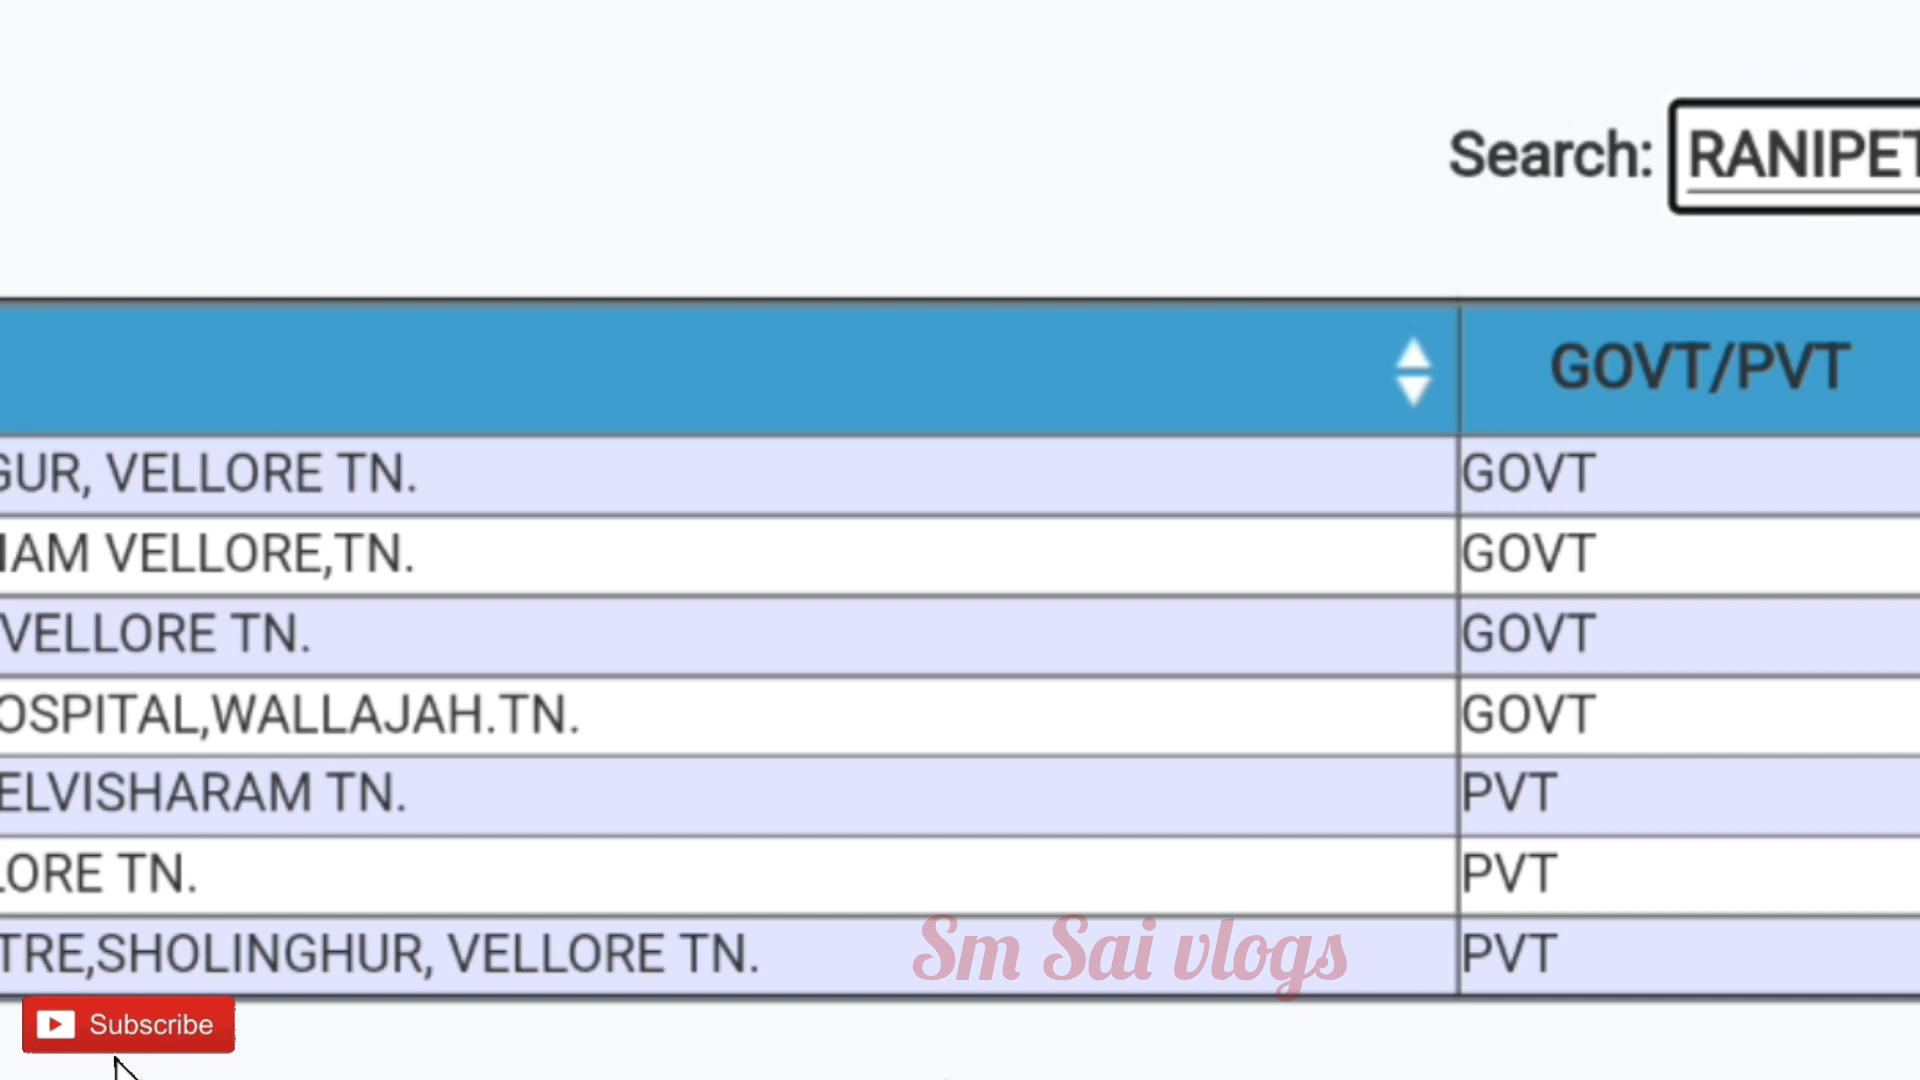 Search: RANIPET
GOVT/PVT
GUR, VELLORE TN. GOVT
IAM VELLORE,TN. GOVT
VELLORE TN. GOVT
OSPITAL,WALLAJAH.TN. GOVT
ELVISHARAM TN. PVT
LORE TN. PVT
TRE,SHOLINGHUR, VELLORE TN. PVT
Sm Sai vlogs
Subscribe